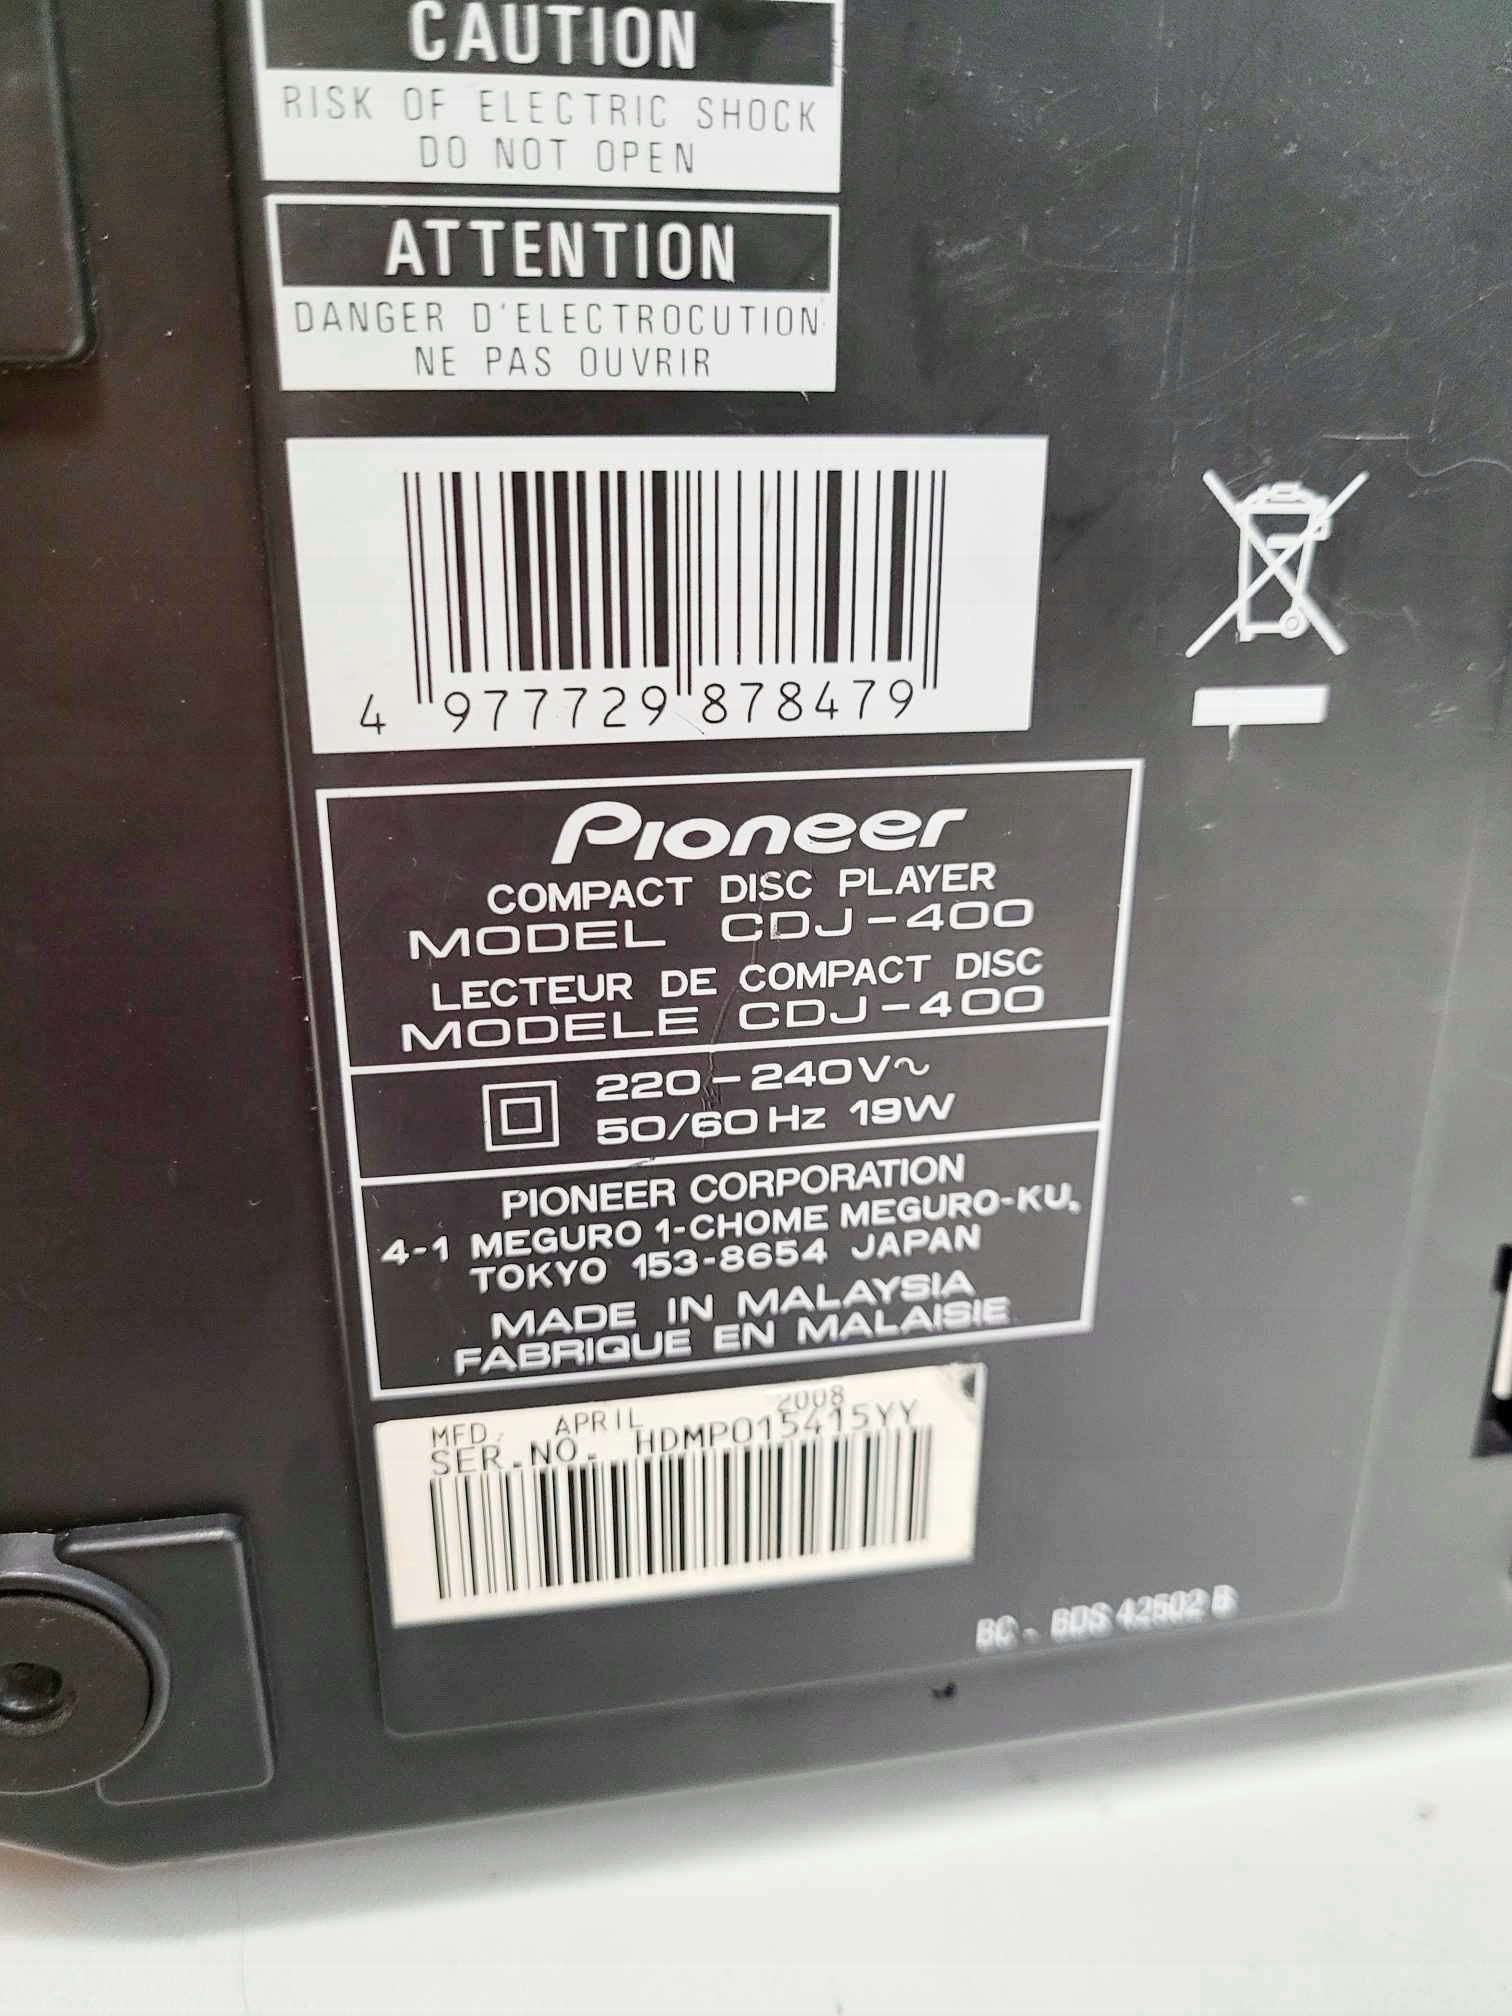 CAUTION
RISK OF ELECTRIC SHOCK
DO NOT OPEN
ATTENTION
DANGER D'ELECTROCUTION
NE PAS OUVRIR
4 977729 878479
Pioneer
COMPACT DISC PLAYER
MODEL CDJ-400
LECTEUR DE COMPACT DISC
MODELE CDJ-400
220-240V~
50/60Hz 19W
PIONEER CORPORATION
4-1 MEGURO 1-CHOME MEGURO-KU,
TOKYO 153-8654 JAPAN
MADE IN MALAYSIA
FABRIQUE EN MALAISIE
MFD. APRIL 2008
SER.NO. HDMP015415YY
BC - BDS 42502 B